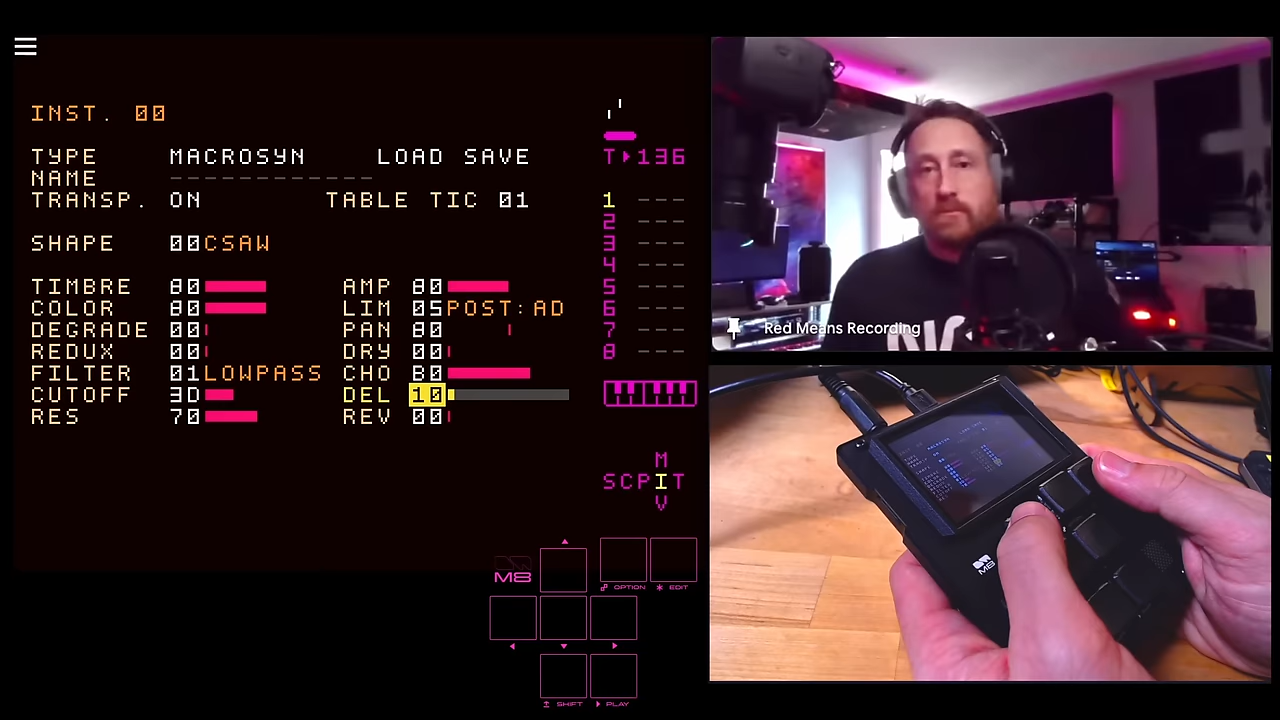 INST. 00
TYPE MACROSYN LOAD SAVE
NAME ------------
TRANSP. ON TABLE TIC 01
SHAPE 00CSAW
TIMBRE 80 AMP 80
COLOR 80 LIM 05POST:AD
DEGRADE 00 PAN 80
REDUX 00 DRY 00
FILTER 01LOWPASS CHO B0
CUTOFF 3D DEL 10
RES 70 REV 00
T▸136
1 ---
2 ---
3 ---
4 ---
5 ---
6 ---
7 ---
8 ---
M
SCPIT
V
M8
OPTION
EDIT
SHIFT
PLAY
Red Means Recording
M8